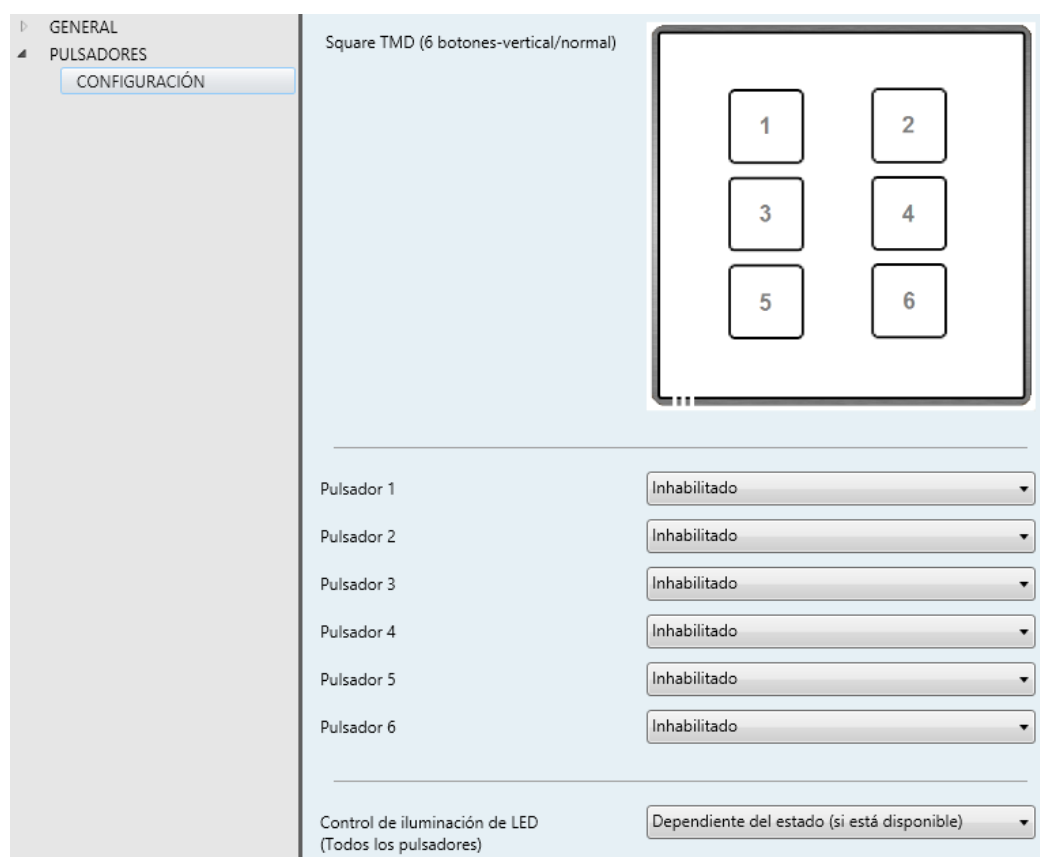 GENERAL
PULSADORES
CONFIGURACIÓN
Square TMD (6 botones-vertical/normal)
1 2
3 4
5 6
Pulsador 1 Inhabilitado
Pulsador 2 Inhabilitado
Pulsador 3 Inhabilitado
Pulsador 4 Inhabilitado
Pulsador 5 Inhabilitado
Pulsador 6 Inhabilitado
Control de iluminación de LED Dependiente del estado (si está disponible)
(Todos los pulsadores)